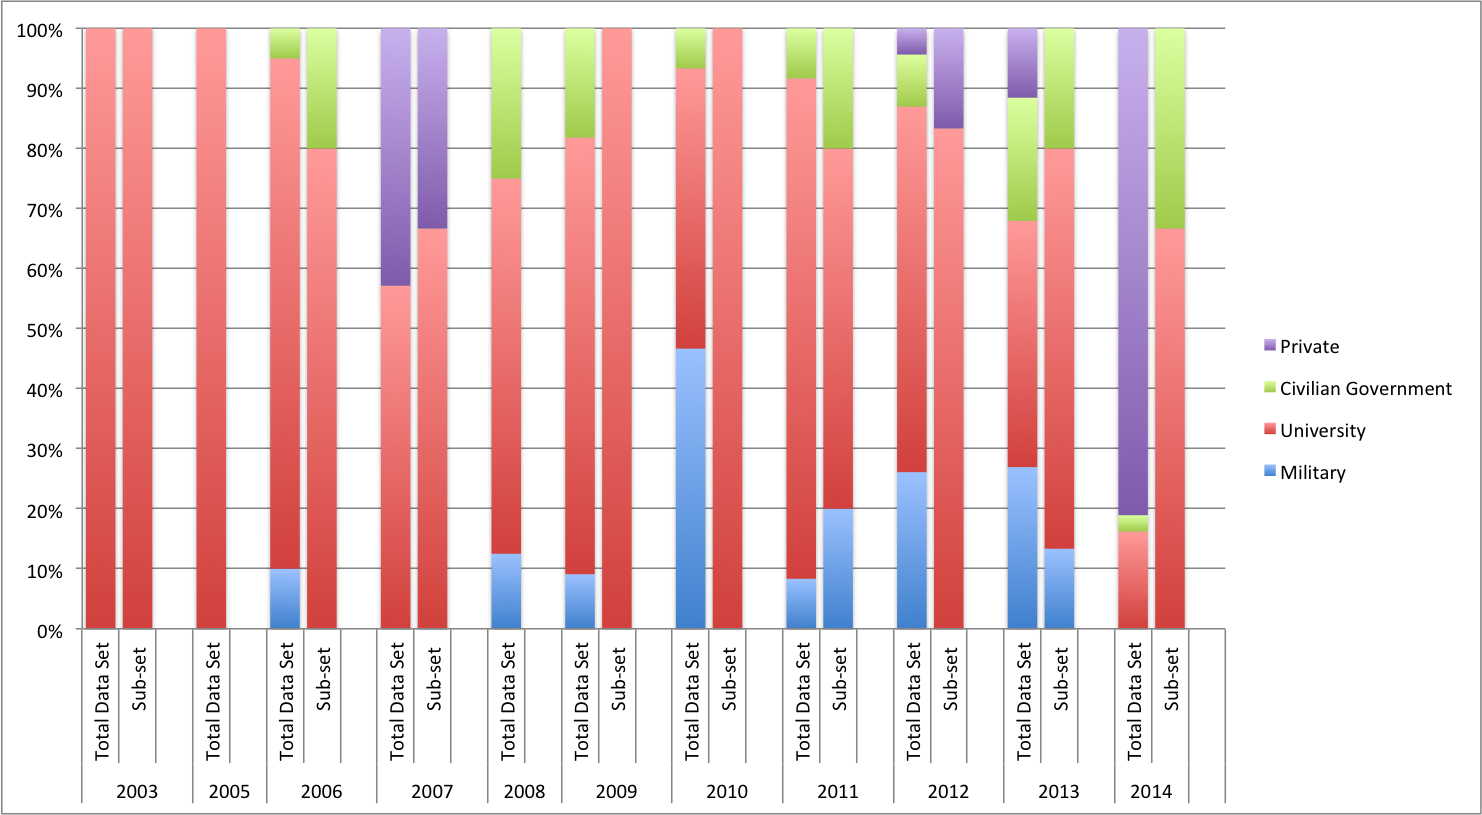 100%
90%
80%
70%
60%
50%
40%
30%
20%
10%
0%
Private
Civilian Government
University
Military
Total Data Set
Sub-set
Total Data Set
Total Data Set
Sub-set
Total Data Set
Sub-set
Total Data Set
Total Data Set
Sub-set
Total Data Set
Sub-set
Total Data Set
Sub-set
Total Data Set
Sub-set
Total Data Set
Sub-set
Total Data Set
Sub-set
2003 2005 2006 2007 2008 2009 2010 2011 2012 2013 2014